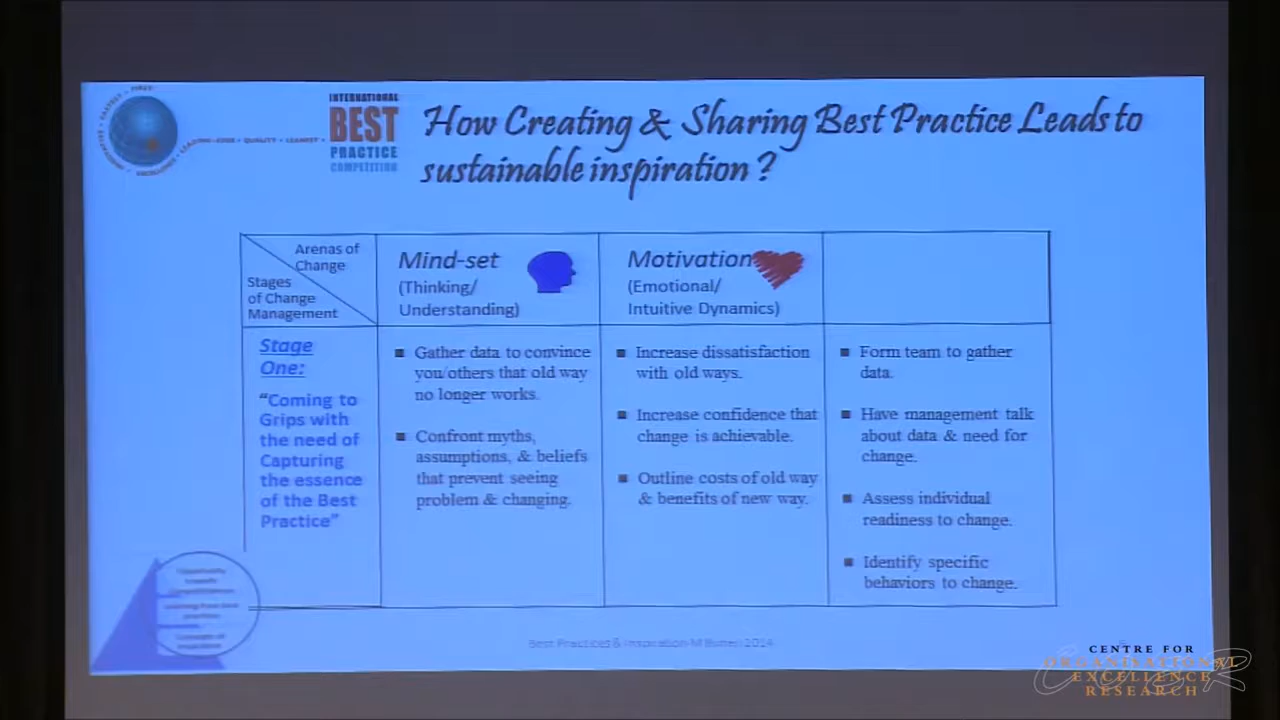 INTERNATIONAL
BEST
PRACTICE
COMPETITION
How Creating & Sharing Best Practice Leads to
sustainable inspiration ?
Arenas of
Change
Stages
of Change
Management
Mind-set
(Thinking/
Understanding)
Motivation
(Emotional/
Intuitive Dynamics)
Stage
One:
"Coming to
Grips with
the need of
Capturing
the essence
of the Best
Practice"
■ Gather data to convince
you/others that old way
no longer works.
■ Confront myths,
assumptions, & beliefs
that prevent seeing
problem & changing.
■ Increase dissatisfaction
with old ways.
■ Increase confidence that
change is achievable.
■ Outline costs of old way
& benefits of new way.
■ Form team to gather
data.
■ Have management talk
about data & need for
change.
■ Assess individual
readiness to change.
■ Identify specific
behaviors to change.
Best Practices & Inspiration-M 2014
CENTRE FOR
ORGANISATIONAL
EXCELLENCE
RESEARCH